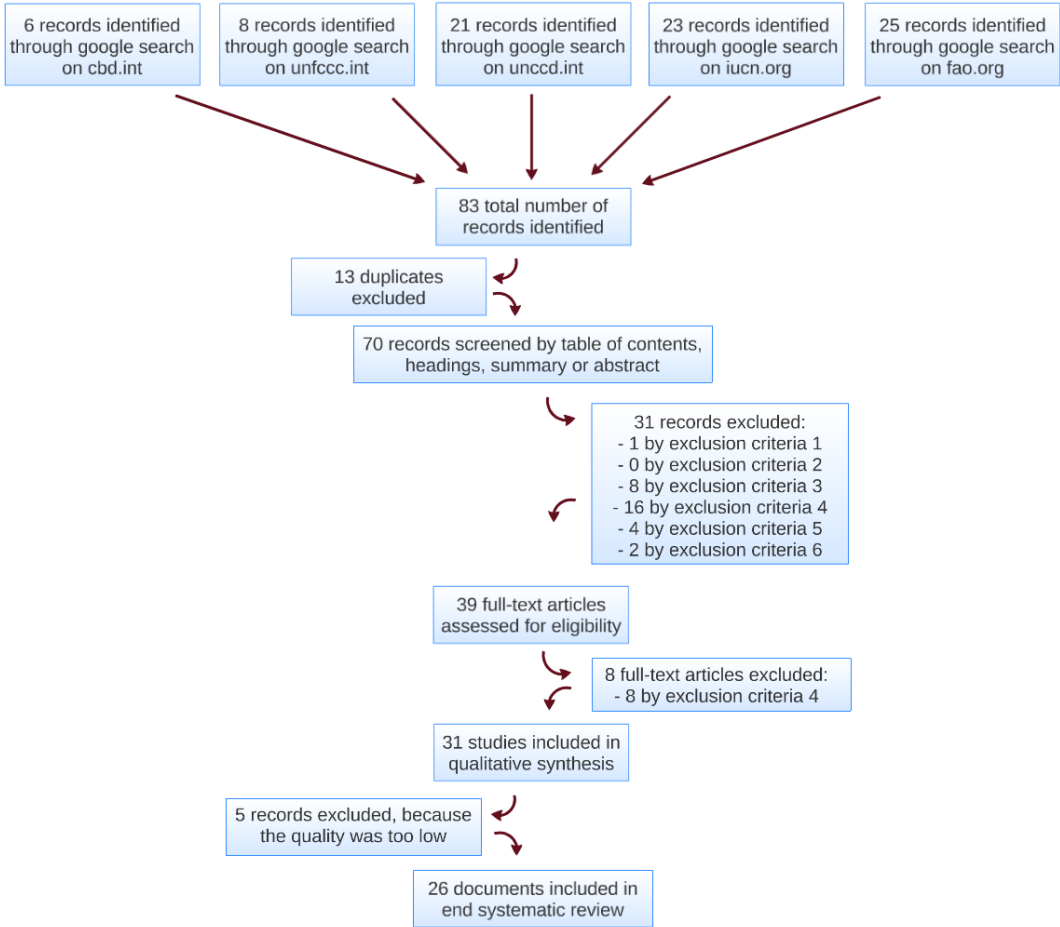 6 records identified
through google search
on cbd.int
8 records identified
through google search
on unfccc.int
21 records identified
through google search
on unccd.int
23 records identified
through google search
on iucn.org
25 records identified
through google search
on fao.org
83 total number of
records identified
13 duplicates
excluded
70 records screened by table of contents,
headings, summary or abstract
31 records excluded:
- 1 by exclusion criteria 1
- 0 by exclusion criteria 2
- 8 by exclusion criteria 3
- 16 by exclusion criteria 4
- 4 by exclusion criteria 5
- 2 by exclusion criteria 6
39 full-text articles
assessed for eligibility
8 full-text articles excluded:
- 8 by exclusion criteria 4
31 studies included in
qualitative synthesis
5 records excluded, because
the quality was too low
26 documents included in
end systematic review